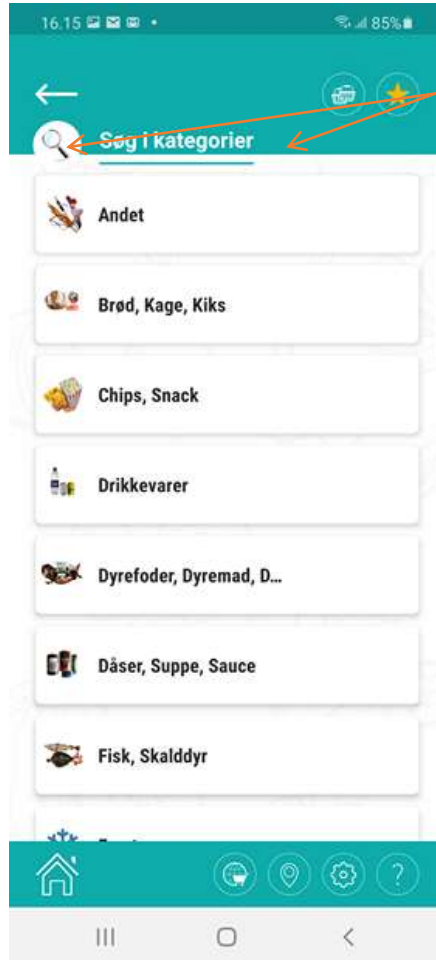 16.15
85%
Søg i kategorier
Andet
Brød, Kage, Kiks
Chips, Snack
Drikkevarer
Dyrefoder, Dyremad, D...
Dåser, Suppe, Sauce
Fisk, Skalddyr
?